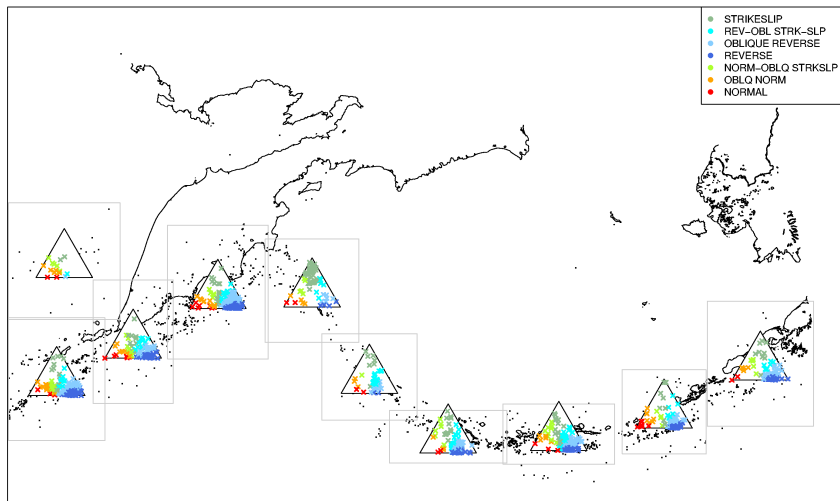 STRIKESLIP
REV-OBL STRK-SLP
OBLIQUE REVERSE
REVERSE
NORM-OBLQ STRKSLP
OBLQ NORM
NORMAL